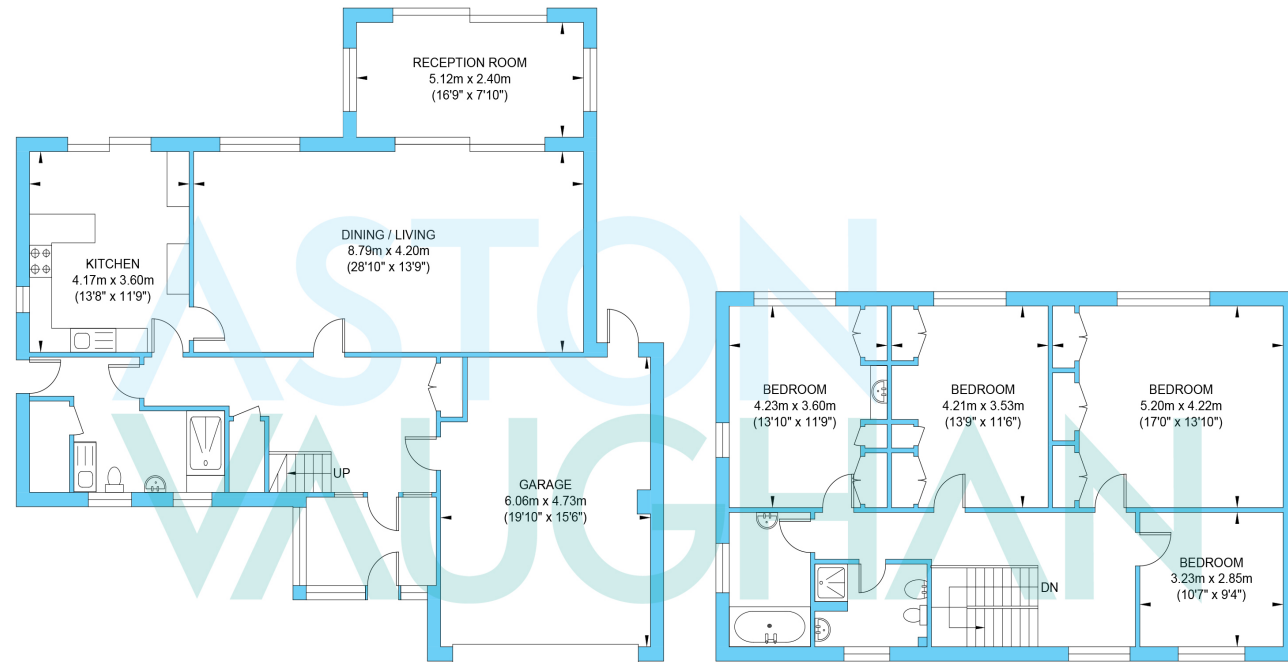 RECEPTION ROOM
5.12m x 2.40m
(16'9" x 7'10")
DINING / LIVING
8.79m x 4.20m
(28'10" x 13'9")
KITCHEN
4.17m x 3.60m
(13'8" x 11'9")
UP
GARAGE
6.06m x 4.73m
(19'10" x 15'6")
BEDROOM
4.23m x 3.60m
(13'10" x 11'9")
BEDROOM
4.21m x 3.53m
(13'9" x 11'6")
BEDROOM
5.20m x 4.22m
(17'0" x 13'10")
DN
BEDROOM
3.23m x 2.85m
(10'7" x 9'4")
ASTON
VAUGHAN